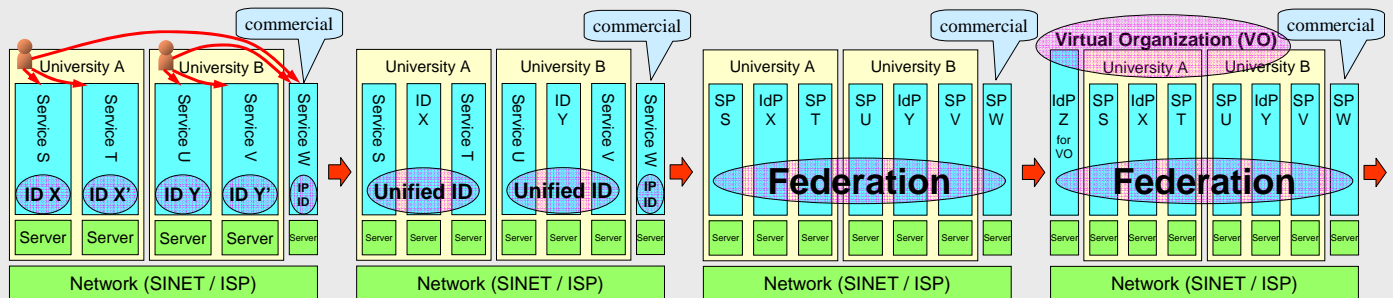 commercial
University A
University B
Service S
Service T
Service U
Service V
Service W
ID X
ID X’
ID Y
ID Y’
IP
ID
Server
Server
Server
Server
Server
Network (SINET / ISP)
commercial
University A
University B
Service S
ID
X
Service T
Service U
ID
Y
Service V
Service W
Unified ID
Unified ID
IP
ID
Server
Server
Server
Server
Server
Server
Server
Network (SINET / ISP)
commercial
University A
University B
SP
S
IdP
X
SP
T
SP
U
IdP
Y
SP
V
SP
W
Federation
Server
Server
Server
Server
Server
Server
Server
Network (SINET / ISP)
commercial
Virtual Organization (VO)
University A
University B
IdP
Z
for
VO
SP
S
IdP
X
SP
T
SP
U
IdP
Y
SP
V
SP
W
Federation
Server
Server
Server
Server
Server
Server
Server
Server
Network (SINET / ISP)